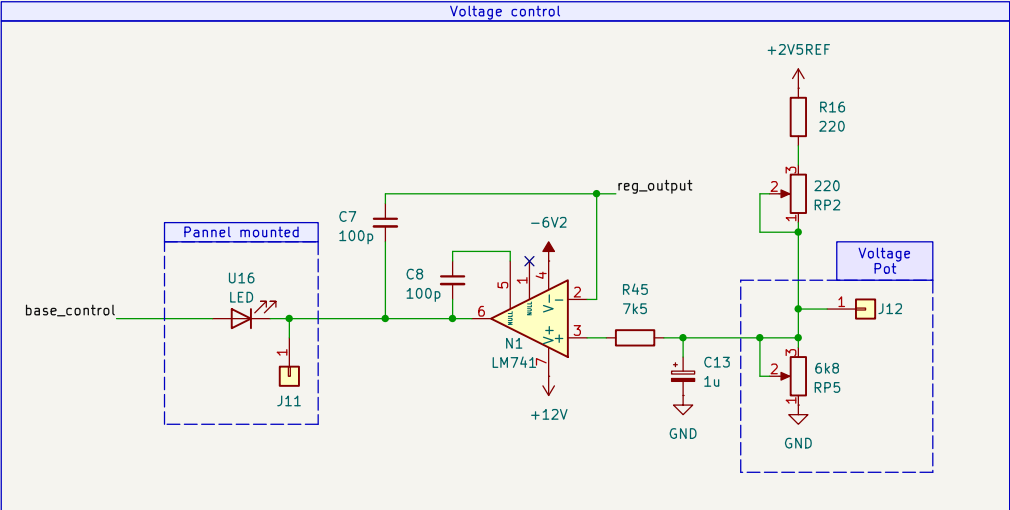 Voltage control
+2V5REF
R16
220
3
2
220
RP2
1
reg_output
C7
100p
-6V2
Pannel mounted
Voltage
Pot
C8
100p
5
1
4
NULL
NULL
V-
-
2
U16
LED
base_control
6
R45
7k5
1
J12
N1
LM741
V+
+
3
7
1
J11
C13
1u
+
3
2
6k8
RP5
1
+12V
GND
GND